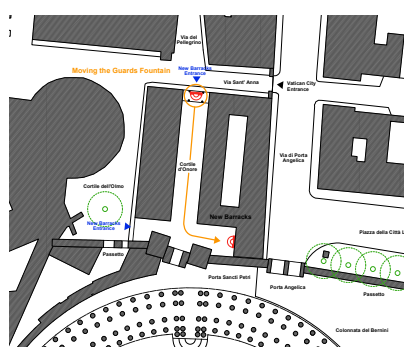 Via del
Pellegrino
Moving the Guards Fountain
New Barracks
Entrance
Via Sant' Anna
Vatican City
Entrance
Via di Porta
Angelica
Cortile
d'Onore
Cortile dell'Olmo
New Barracks
New Barracks
Entrance
Piazza della Città L
Passetto
Porta Sancti Petri
Porta Angelica
Passetto
Colonnata del Bernini